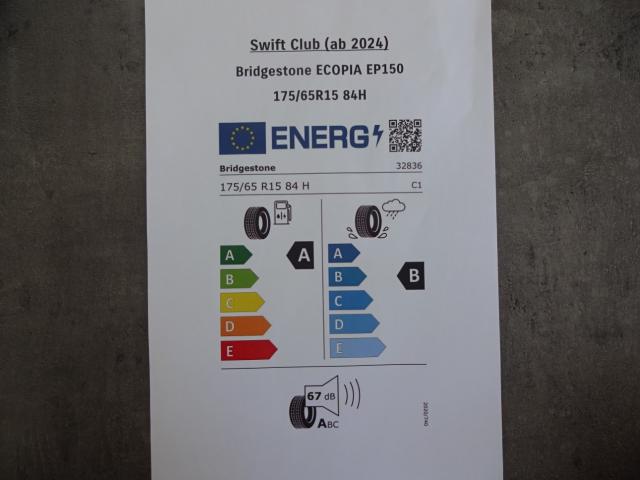 Swift Club (ab 2024)
Bridgestone ECOPIA EP150
175/65R15 84H
ENERG
Bridgestone 32836
175/65 R15 84 H C1
A A A
B B B
C C
D D
E E
67 dB
ABC
2020/740